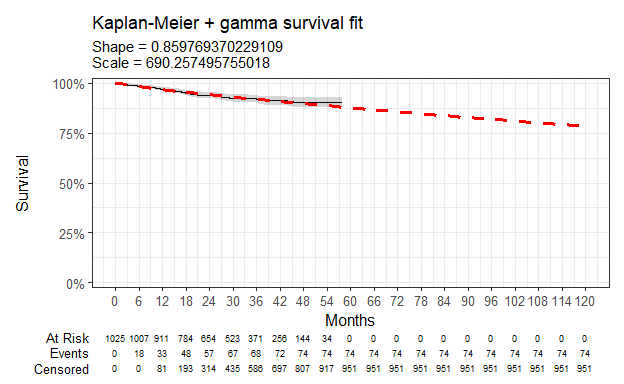 Kaplan-Meier + gamma survival fit
Shape = 0.859769370229109
Scale = 690.257495755018
100%
75%
50%
25%
0%
Survival
0 6 12 18 24 30 36 42 48 54 60 66 72 78 84 90 96 102 108 114 120
Months
At Risk 1025 1007 911 784 654 523 371 256 144 34 0 0 0 0 0 0 0 0 0 0 0
Events 0 18 33 48 57 67 68 72 74 74 74 74 74 74 74 74 74 74 74 74 74
Censored 0 0 81 193 314 435 586 697 807 917 951 951 951 951 951 951 951 951 951 951 951